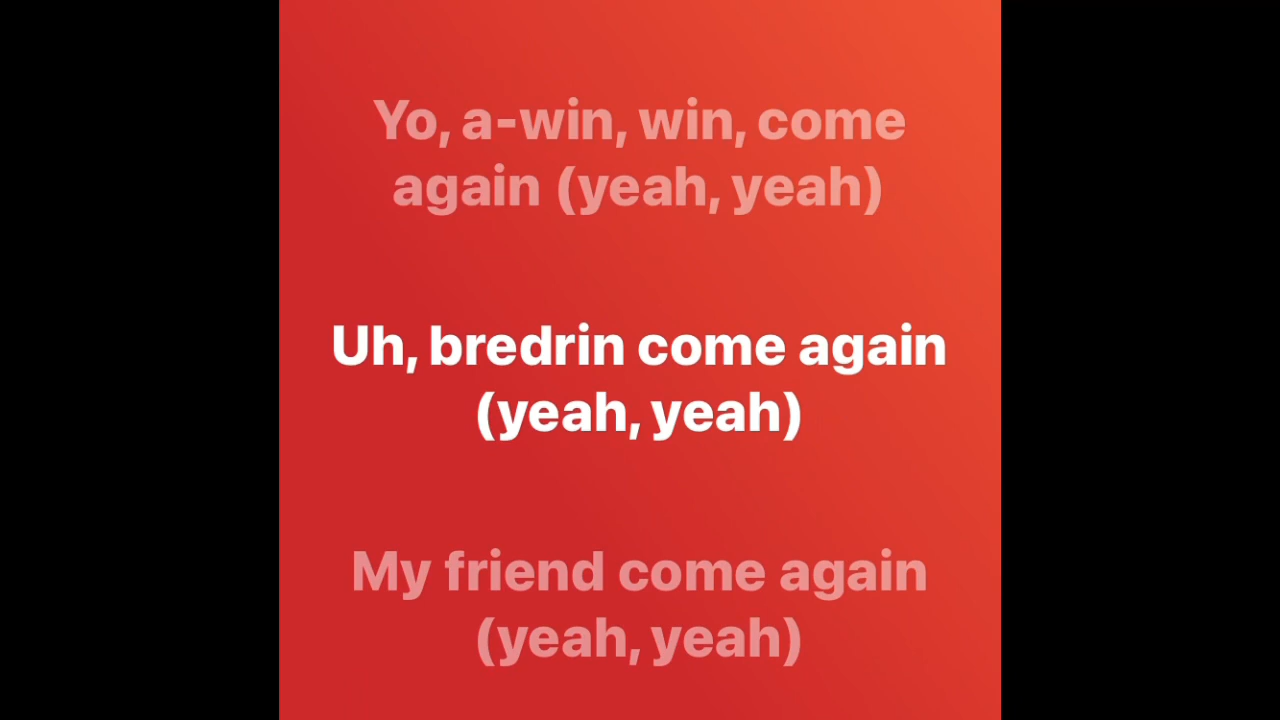 Yo, a-win, win, come
again (yeah, yeah)
Uh, bredrin come again
(yeah, yeah)
My friend come again
(yeah, yeah)